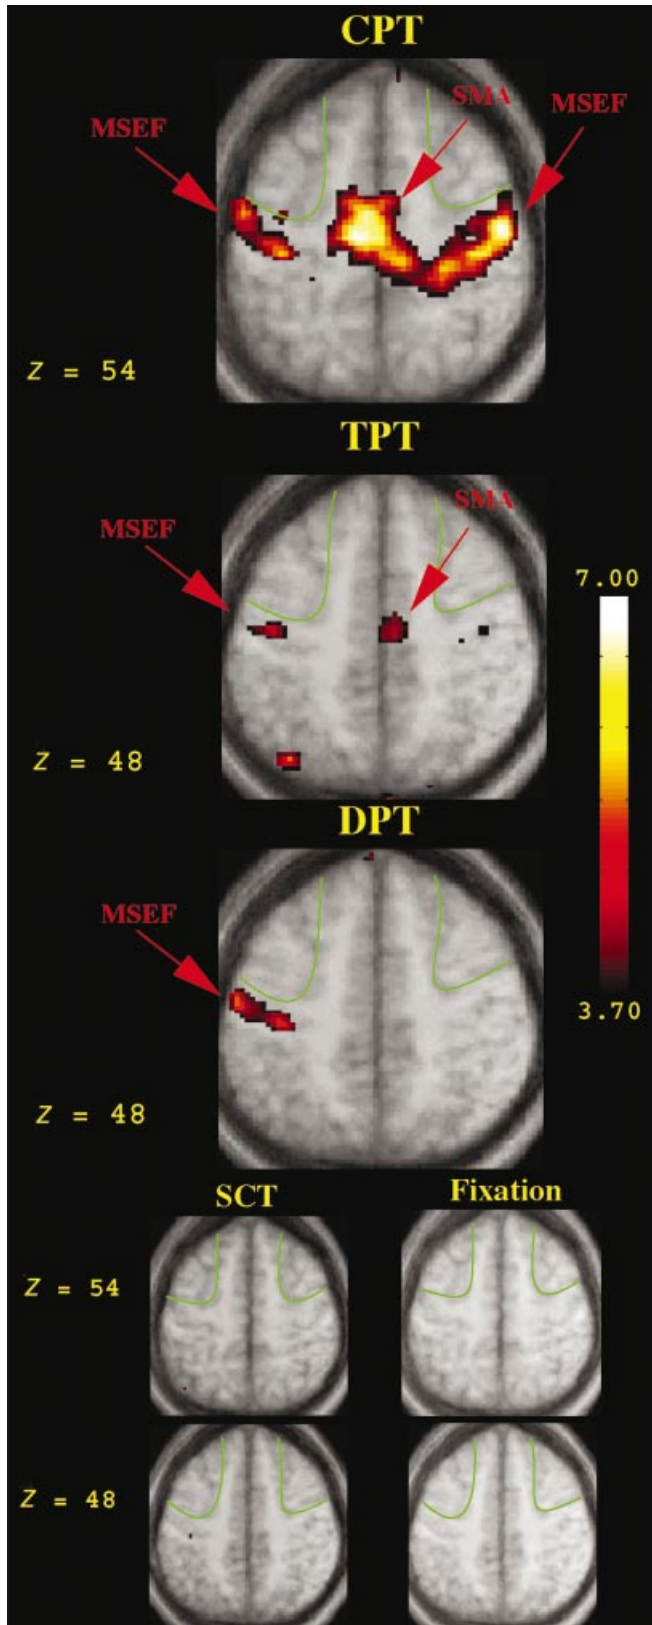 CPT
SMA
MSEF
MSEF
Z = 54
TPT
SMA
MSEF
7.00
Z = 48
DPT
MSEF
3.70
Z = 48
SCT
Fixation
Z = 54
Z = 48